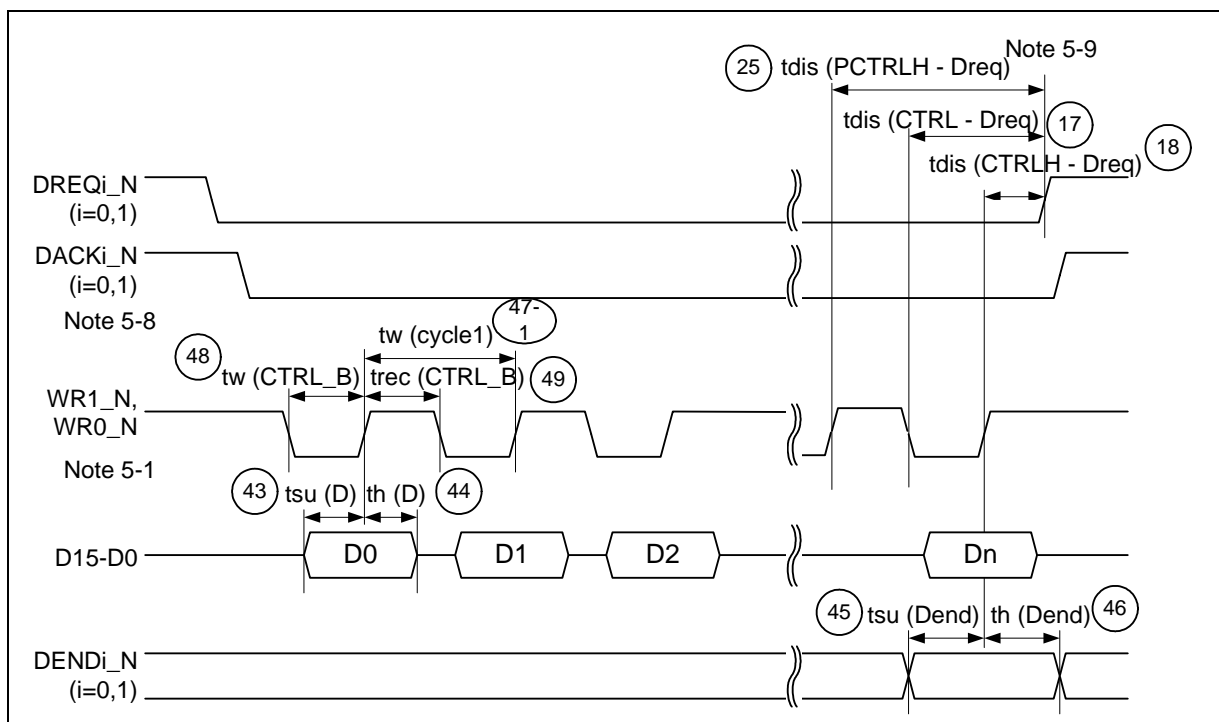 Note 5-9
25 tdis (PCTRLH - Dreq)
tdis (CTRL - Dreq) 17
18
tdis (CTRLH - Dreq)
DREQi_N
(i=0,1)
DACKi_N
(i=0,1)
Note 5-8
47-
1
tw (cycle1)
48
tw (CTRL_B) trec (CTRL_B) 49
WR1_N,
WR0_N
Note 5-1
43 tsu (D) th (D) 44
D15-D0 D0 D1 D2 Dn
45 tsu (Dend) th (Dend) 46
DENDi_N
(i=0,1)